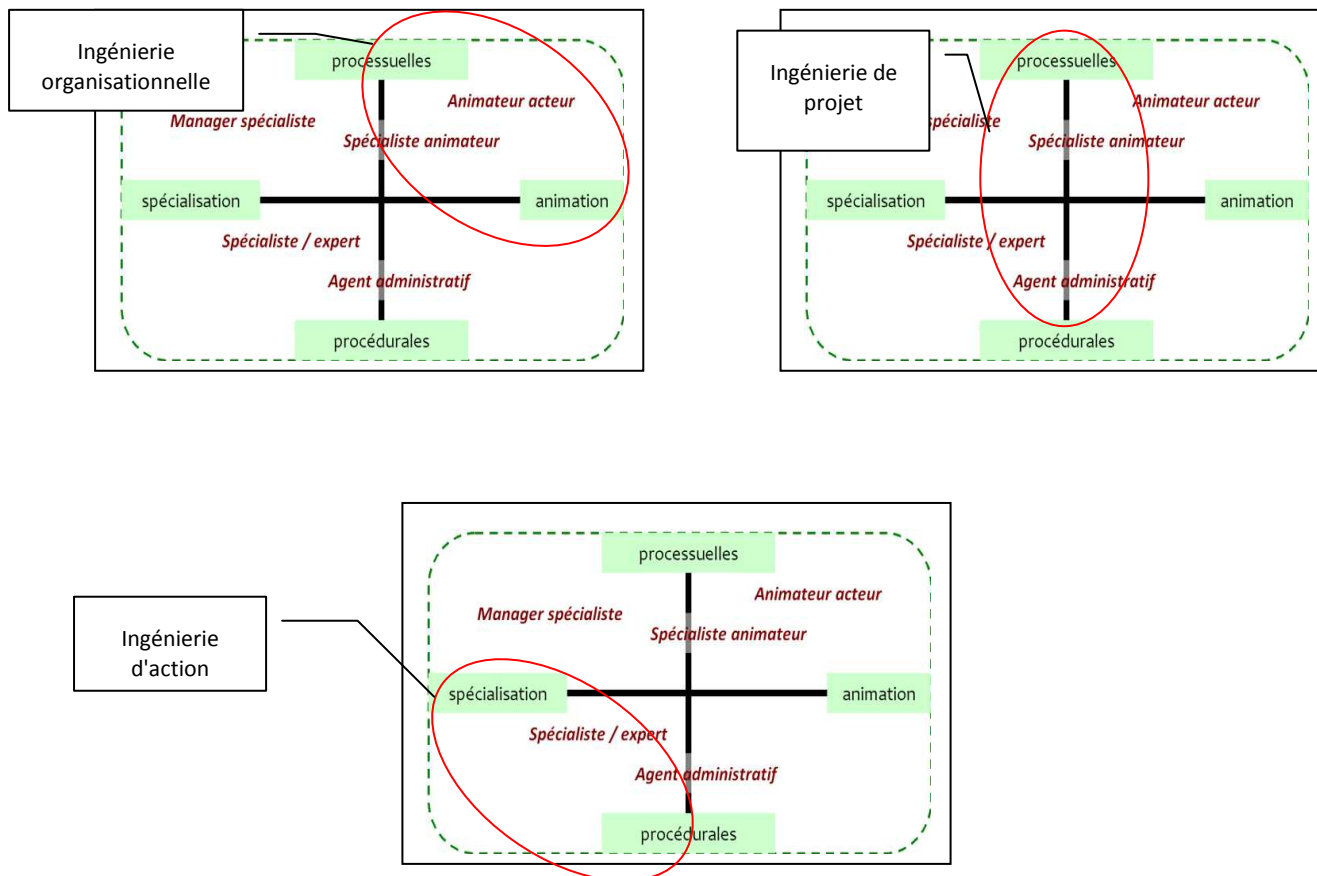 Ingénierie
organisationnelle
processuelles
Animateur acteur
Manager spécialiste
Spécialiste animateur
spécialisation
animation
Spécialiste / expert
Agent administratif
procédurales
Ingénierie de
projet
processuelles
Animateur acteur
spécialiste
Spécialiste animateur
spécialisation
animation
Spécialiste / expert
Agent administratif
procédurales
Ingénierie
d'action
processuelles
Animateur acteur
Manager spécialiste
Spécialiste animateur
spécialisation
animation
Spécialiste / expert
Agent administratif
procédurales